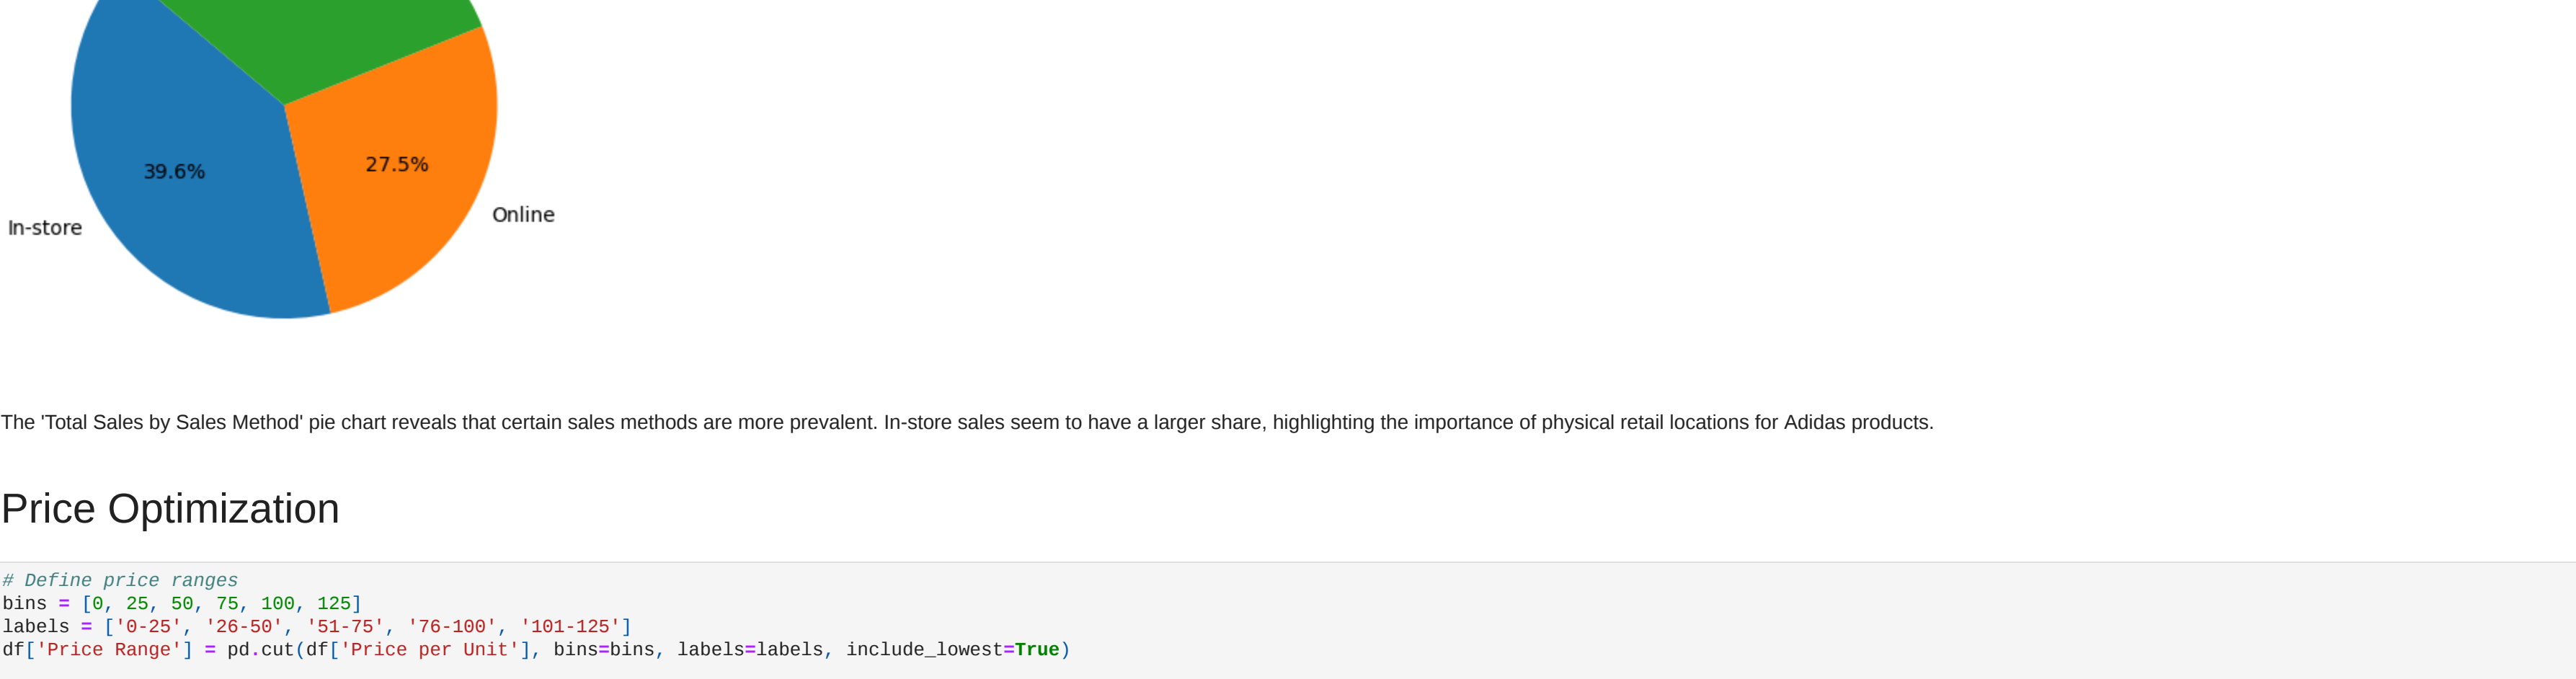 39.6%
27.5%
Online
In-store
The 'Total Sales by Sales Method' pie chart reveals that certain sales methods are more prevalent. In-store sales seem to have a larger share, highlighting the importance of physical retail locations for Adidas products.
Price Optimization
# Define price ranges
bins = [0, 25, 50, 75, 100, 125]
labels = ['0-25', '26-50', '51-75', '76-100', '101-125']
df['Price Range'] = pd.cut(df['Price per Unit'], bins=bins, labels=labels, include_lowest=True)